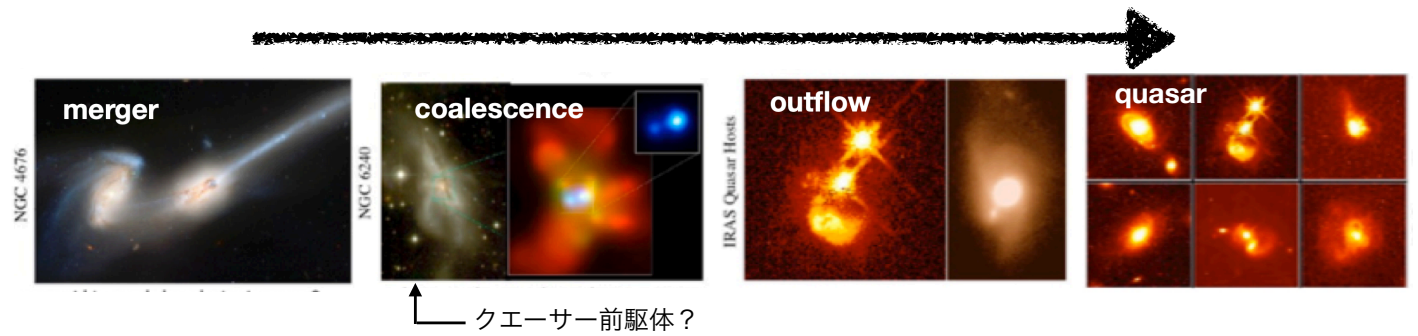 merger
coalescence
outflow
quasar
NGC 4676
NGC 6240
IRAS Quasar Hosts
クエーサー前駆体？